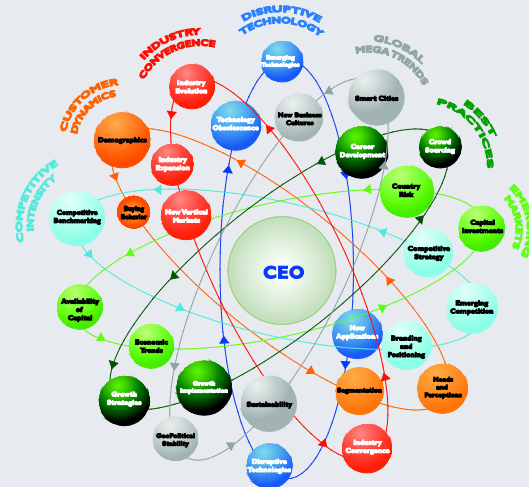 DISRUPTIVE
TECHNOLOGY
INDUSTRY
CONVERGENCE
GLOBAL
MEGA TRENDS
CUSTOMER
DYNAMICS
BEST
PRACTICES
COMPETITIVE
INTENSITY
MARKETS
Emerging
Technologies
Industry
Evolution
Smart Cities
New Business
Cultures
Technology
Obsolescence
Demographics
Career
Development
Crowd
Sourcing
Industry
Expansion
Country
Risk
Buying
Behavior
Competitive
Benchmarking
New Vertical
Markets
Capital
Investments
Competitive
Strategy
CEO
Availability
of
Capital
Emerging
Competition
Economic
Trends
New
Applications
Branding
and
Positioning
Growth
Strategies
Growth
Implementation
Sustainability
Segmentation
Needs
and
Perceptions
GeoPolitical
Stability
Industry
Convergence
Disruptive
Technologies